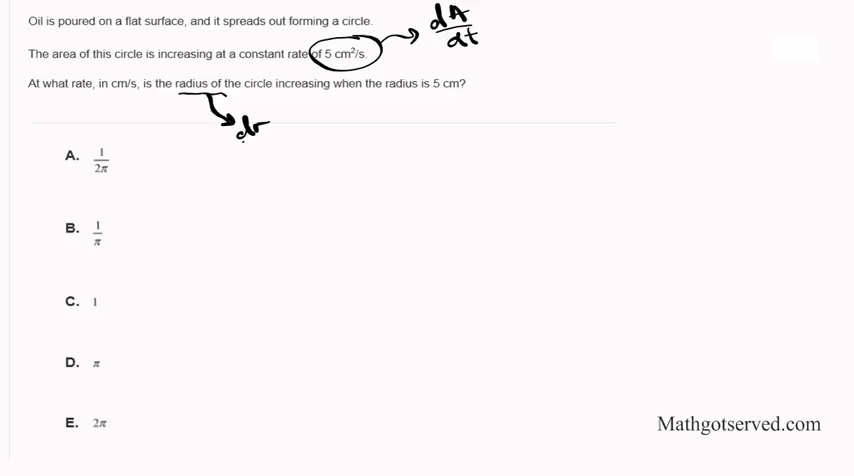 Oil is poured on a flat surface, and it spreads out forming a circle.
dA
dt
The area of this circle is increasing at a constant rate of 5 cm²/s.
At what rate, in cm/s, is the radius of the circle increasing when the radius is 5 cm?
dr
A. 1/2π
B. 1/π
C. 1
D. π
E. 2π
Mathgotserved.com